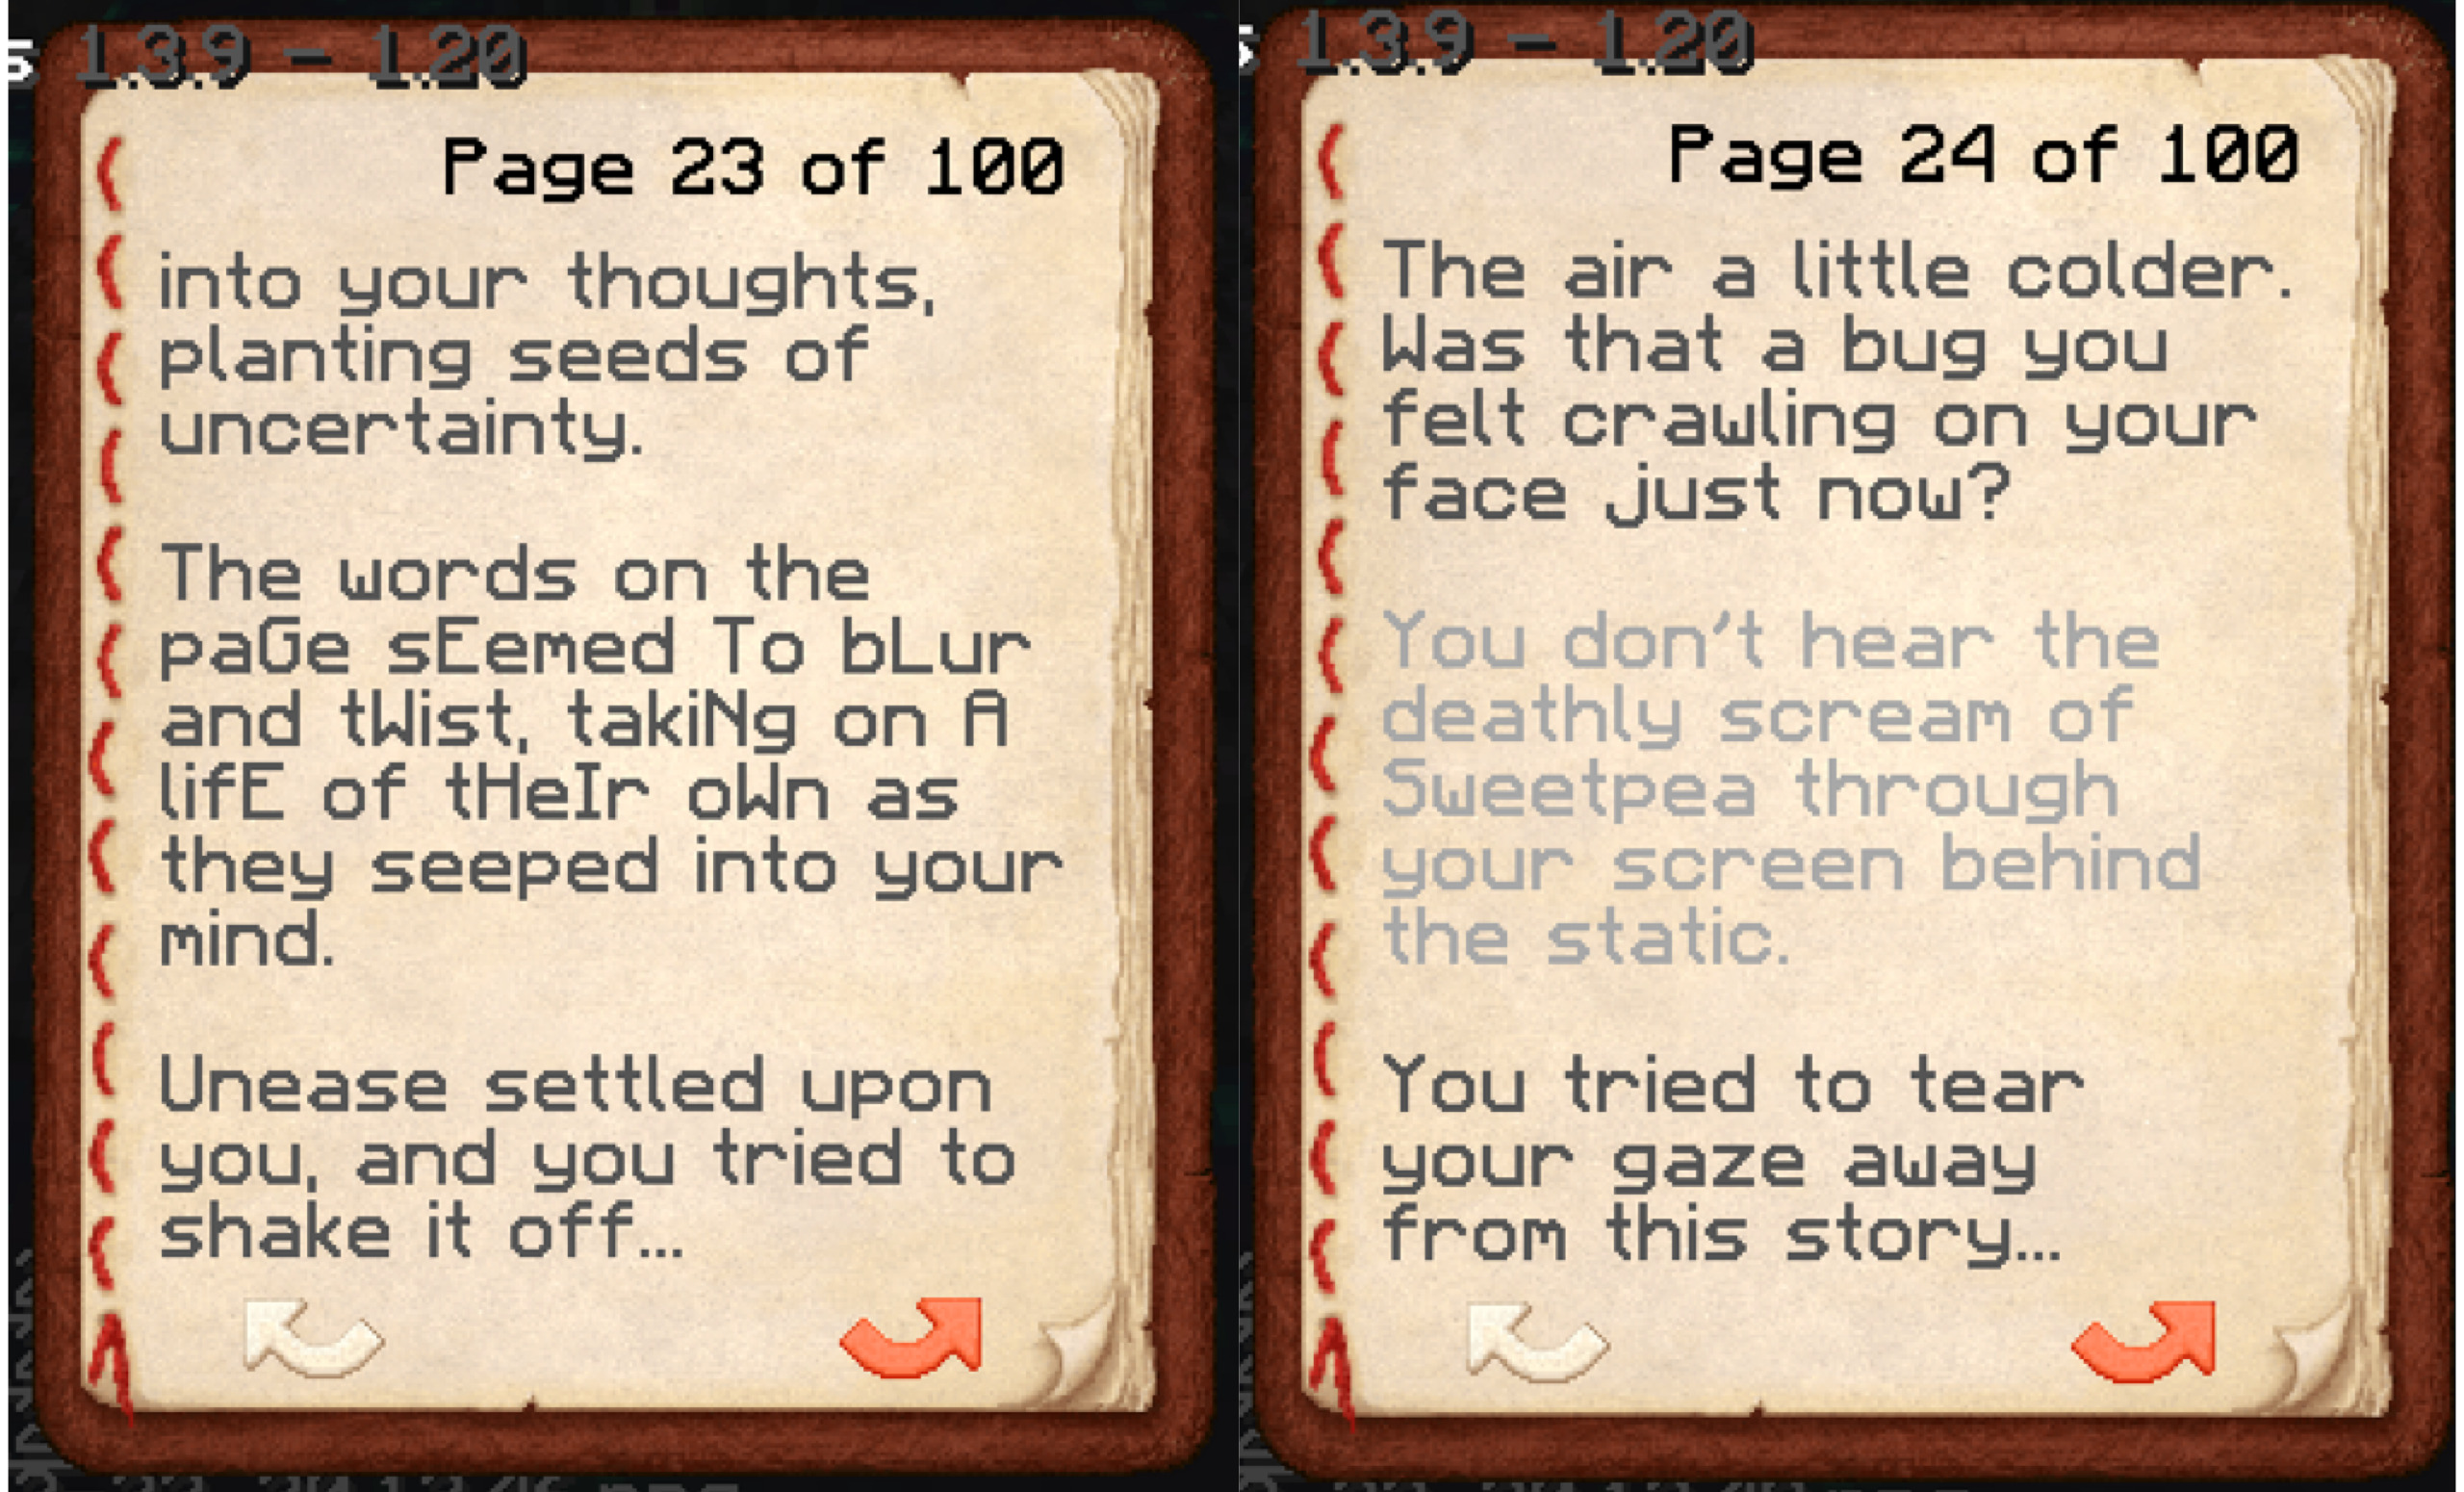 1.3.9 - 1.20
Page 23 of 100
into your thoughts,
planting seeds of
uncertainty.
The words on the
paGe sEemed To bLur
and tWist, takiNg on A
lifE of tHeIr oWn as
they seeped into your
mind.
Unease settled upon
you, and you tried to
shake it off...
1.3.9 - 1.20
Page 24 of 100
The air a little colder.
Was that a bug you
felt crawling on your
face just now?
You don't hear the
deathly scream of
Sweetpea through
your screen behind
the static.
You tried to tear
your gaze away
from this story...